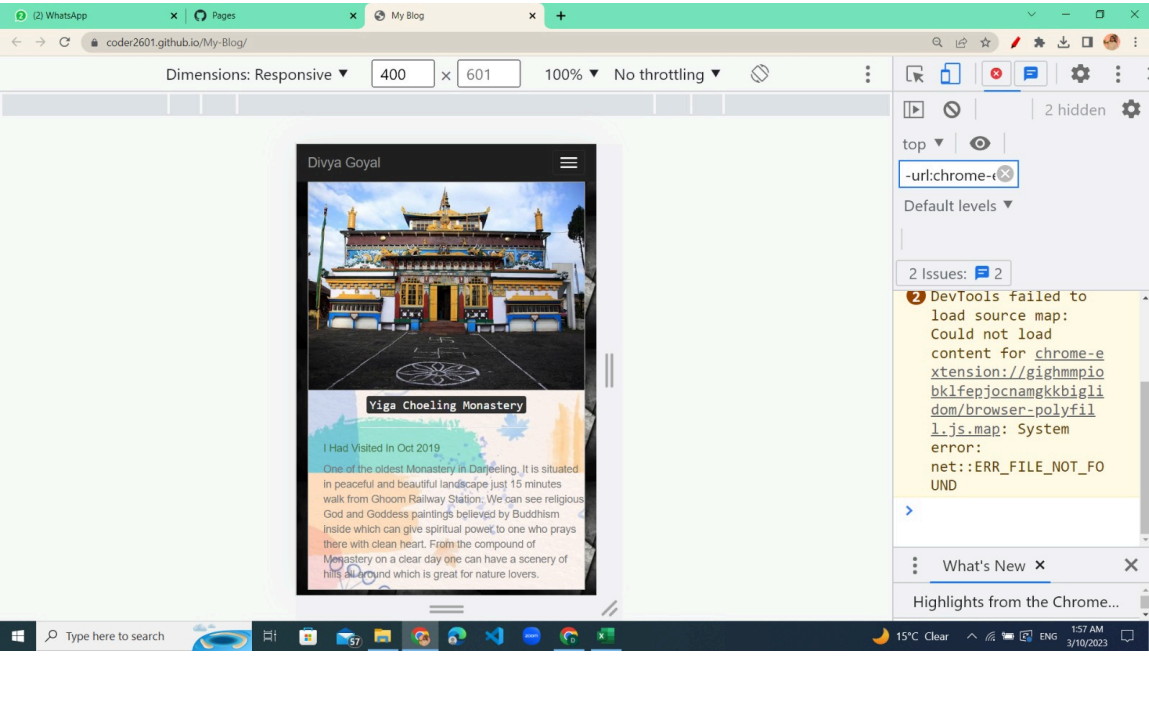 (2) WhatsApp
Pages
My Blog
coder2601.github.io/My-Blog/
Dimensions: Responsive ▼ 400 × 601 100% ▼ No throttling ▼
2 hidden
top ▼
-url:chrome-e
Default levels ▼
2 Issues: 2
Divya Goyal
Yiga Choeling Monastery
I Had Visited In Oct 2019
One of the oldest Monastery in Darjeeling. It is situated
in peaceful and beautiful landscape just 15 minutes
walk from Ghoom Railway Station. We can see religious
God and Goddess paintings believed by Buddhism
inside which can give spiritual power to one who prays
there with clean heart. From the compound of
Monastery on a clear day one can have a scenery of
hills all around which is great for nature lovers.
2 DevTools failed to
load source map:
Could not load
content for chrome-e
xtension://gighmmpio
bklfepjocnamgkkbigli
dom/browser-polyfil
l.js.map: System
error:
net::ERR_FILE_NOT_FO
UND
What's New
Highlights from the Chrome...
Type here to search
57
zoom
15°C Clear
ENG
1:57 AM
3/10/2023